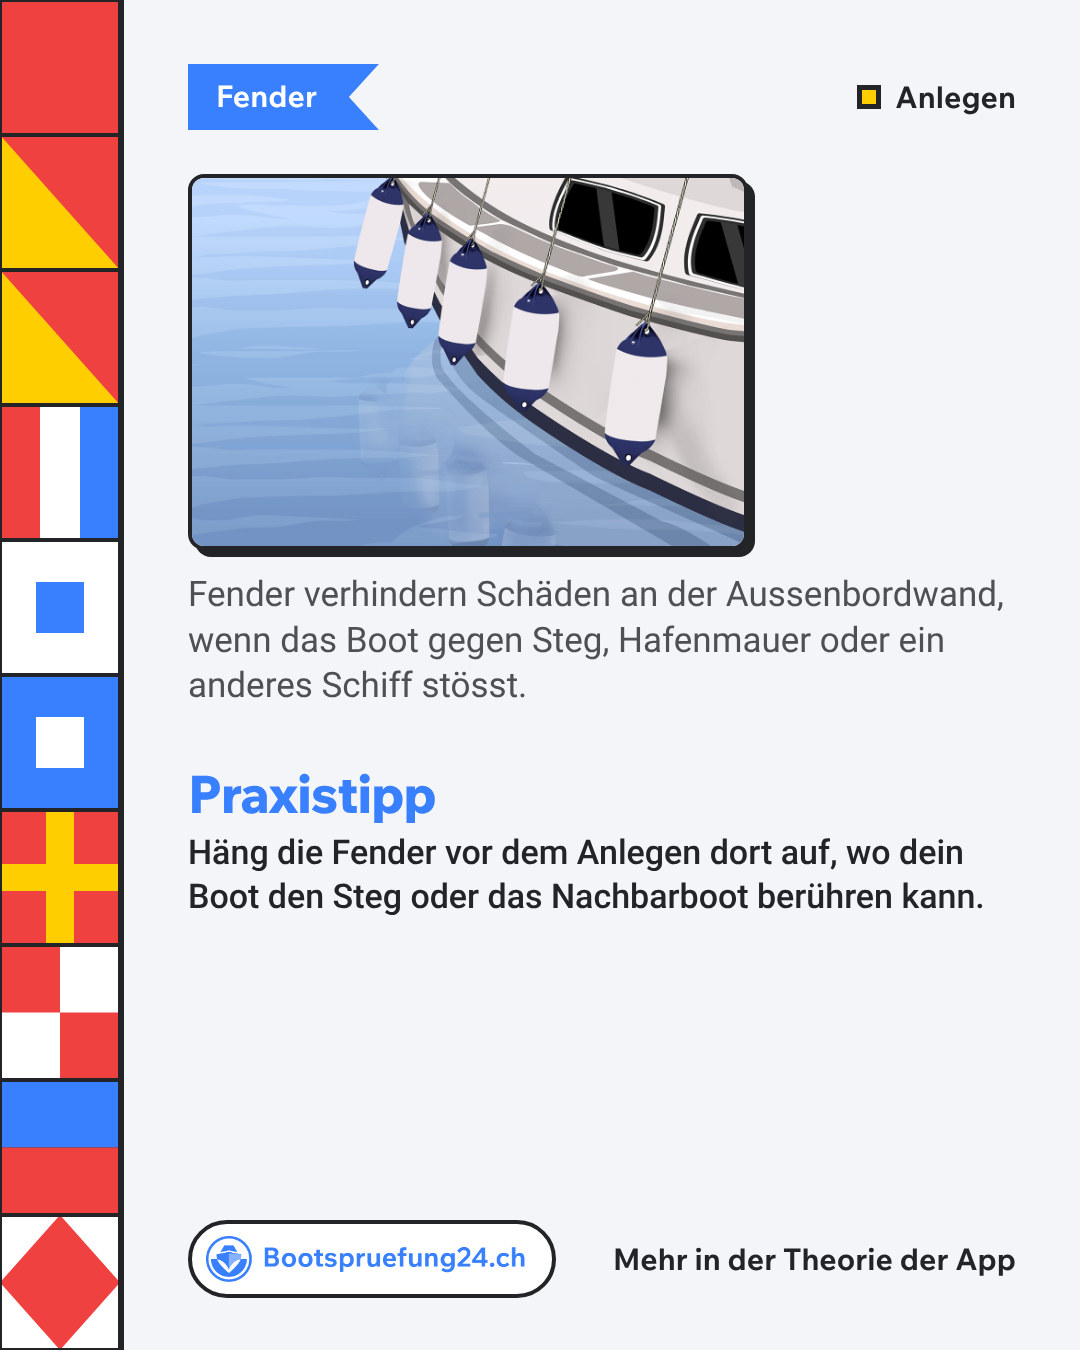 Fender
Anlegen
Fender verhindern Schäden an der Aussenbordwand,
wenn das Boot gegen Steg, Hafenmauer oder ein
anderes Schiff stösst.
Praxistipp
Häng die Fender vor dem Anlegen dort auf, wo dein
Boot den Steg oder das Nachbarboot berühren kann.
Bootspruefung24.ch
Mehr in der Theorie der App